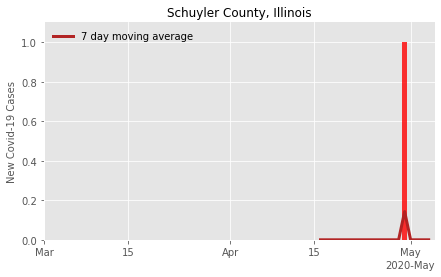 Schuyler County, Illinois
7 day moving average
New Covid-19 Cases
1.0
0.8
0.6
0.4
0.2
0.0
Mar 15 Apr 15 May
2020-May